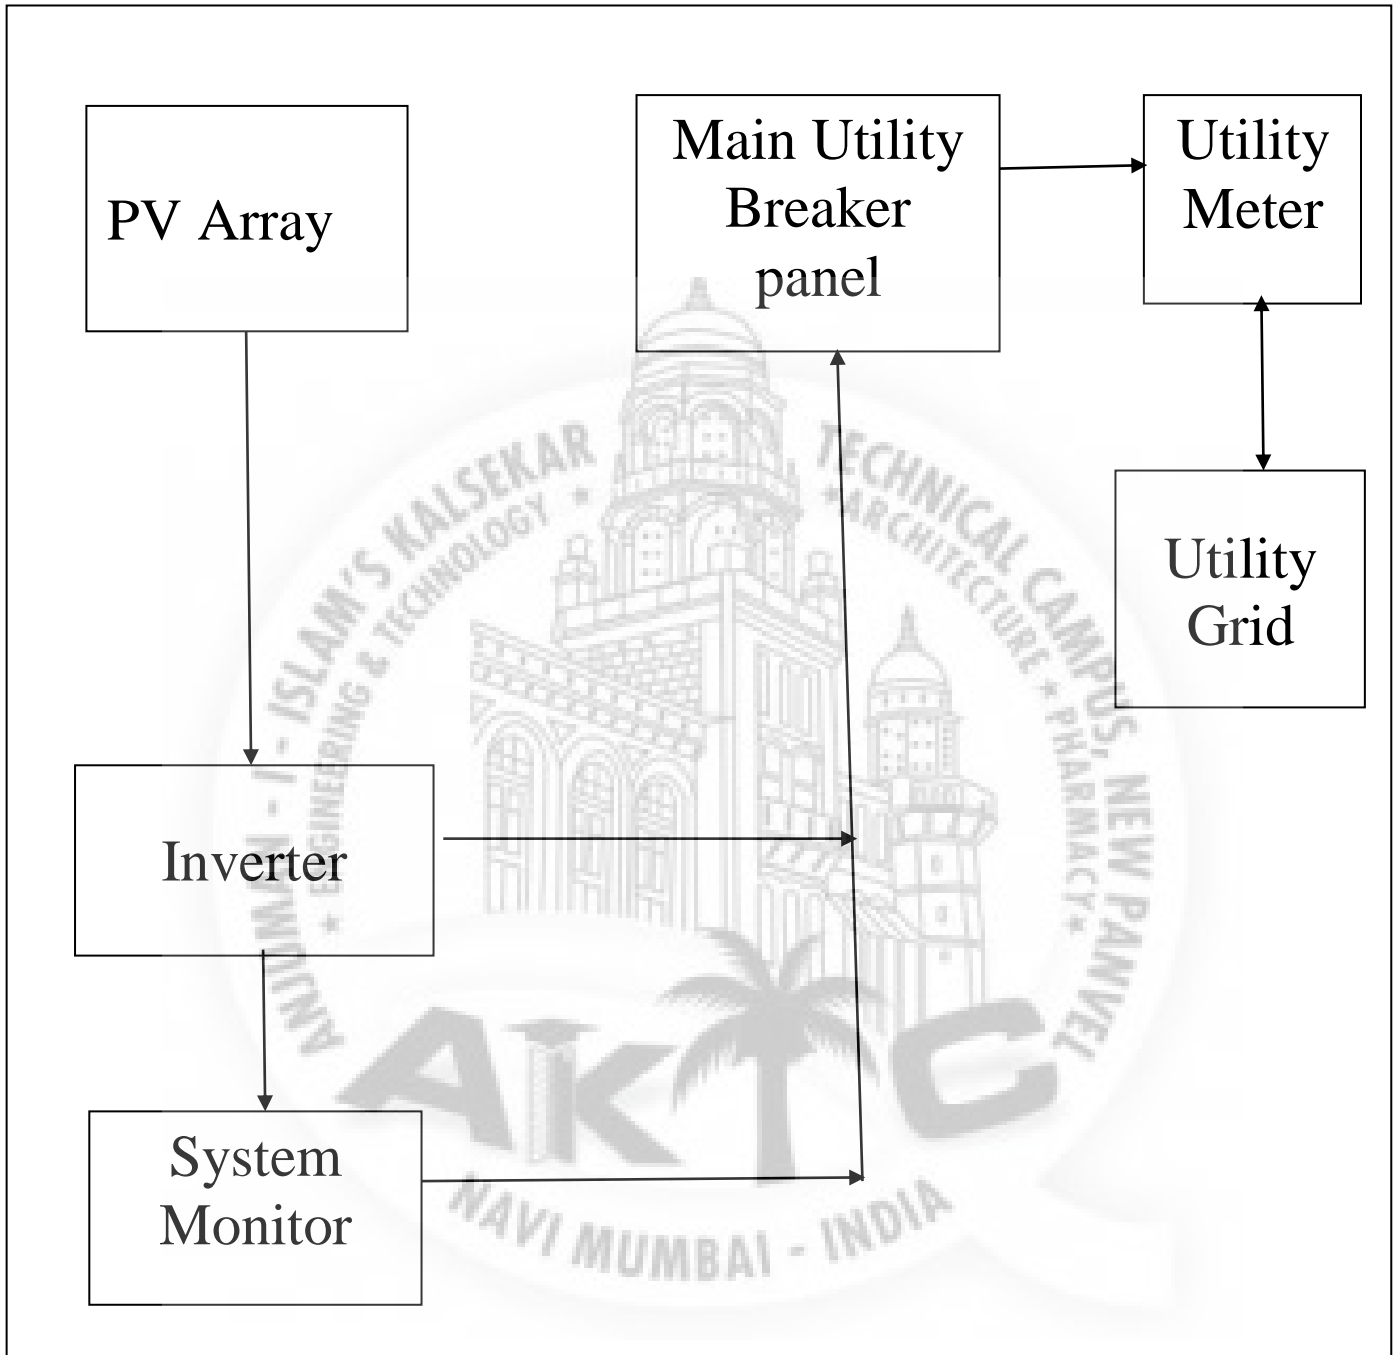 PV Array
Main Utility
Breaker
panel
Utility
Meter
Utility
Grid
Inverter
System
Monitor
ANJUMAN - I - ISLAM'S KALSEKAR TECHNICAL CAMPUS, NEW PANVEL
* ENGINEERING & TECHNOLOGY * *ARCHITECTURE * PHARMACY*
AKTC
NAVI MUMBAI - INDIA